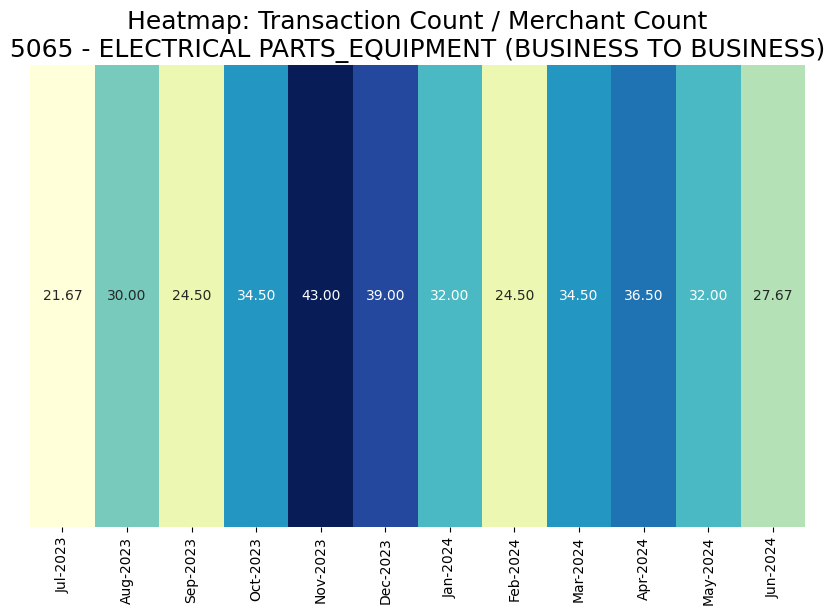 Heatmap: Transaction Count / Merchant Count
5065 - ELECTRICAL PARTS_EQUIPMENT (BUSINESS TO BUSINESS)
21.67 30.00 24.50 34.50 43.00 39.00 32.00 24.50 34.50 36.50 32.00 27.67
Jul-2023
Aug-2023
Sep-2023
Oct-2023
Nov-2023
Dec-2023
Jan-2024
Feb-2024
Mar-2024
Apr-2024
May-2024
Jun-2024